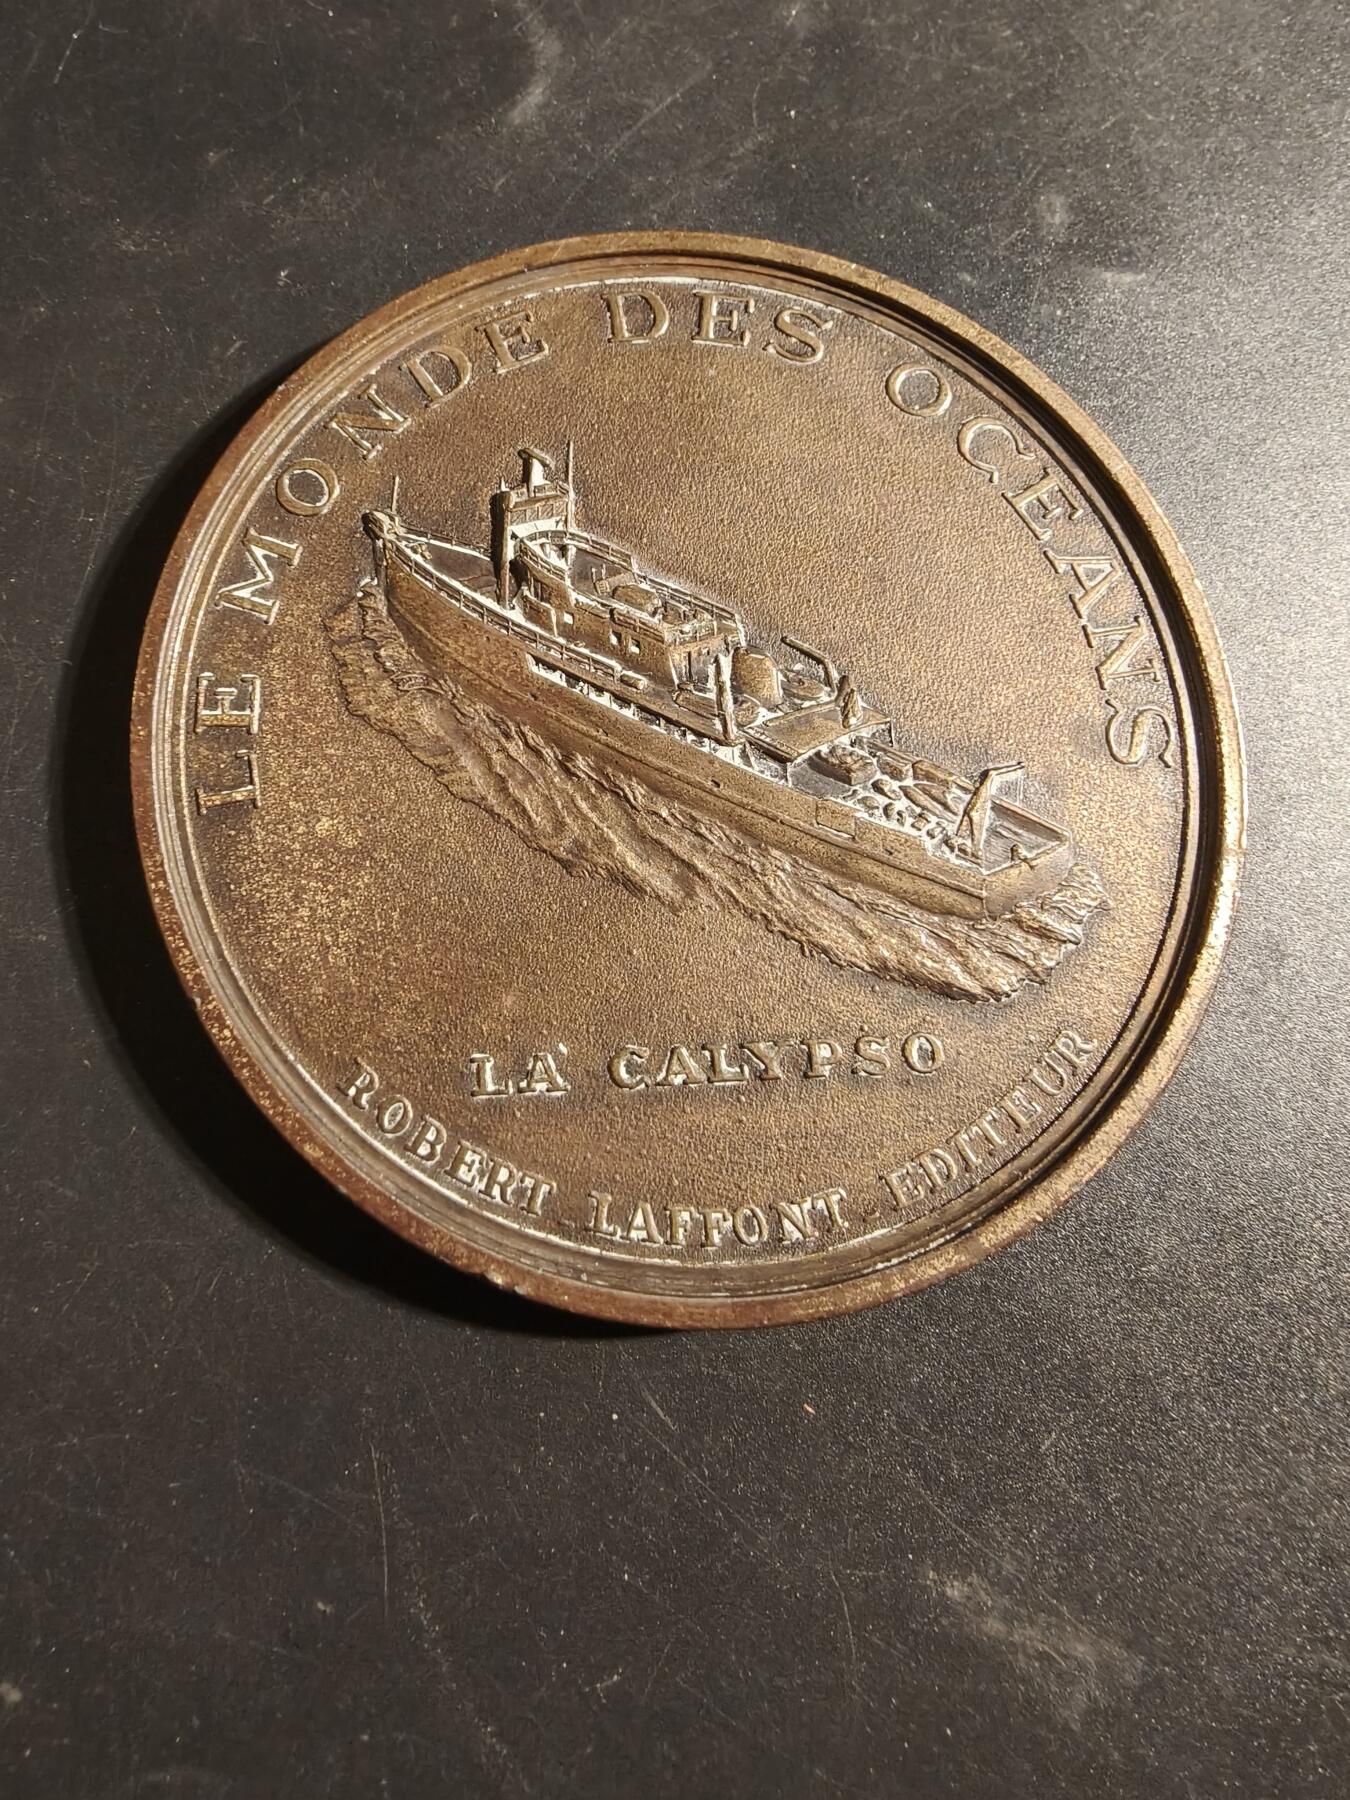 LE MONDE DES OCEANS
LA CALYPSO
ROBERT LAFFONT EDITEUR